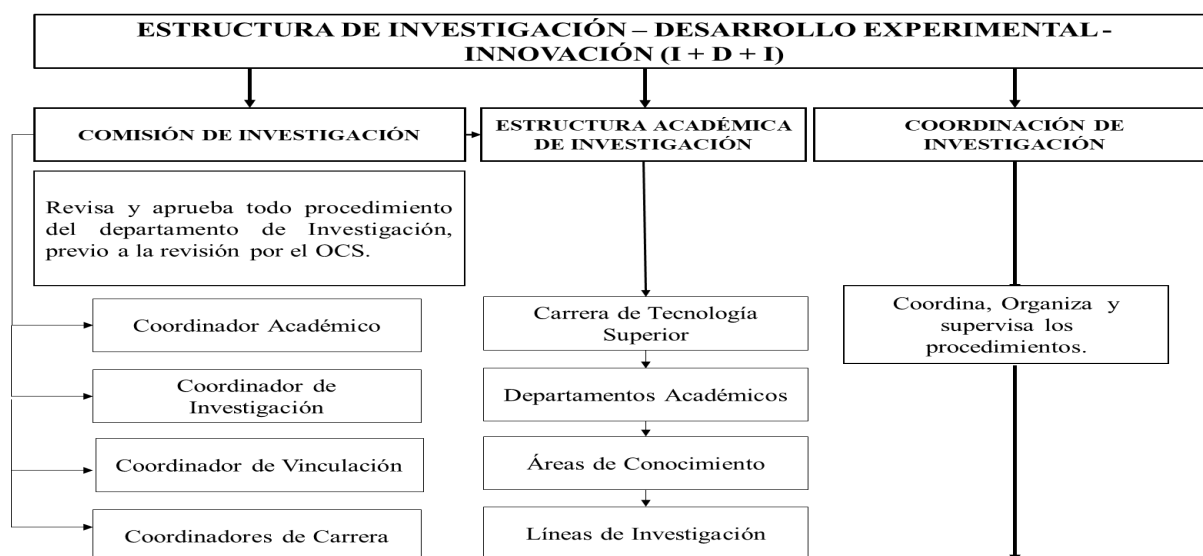 ESTRUCTURA DE INVESTIGACIÓN – DESARROLLO EXPERIMENTAL -
INNOVACIÓN (I + D + I)
COMISIÓN DE INVESTIGACIÓN
ESTRUCTURA ACADÉMICA
DE INVESTIGACIÓN
COORDINACIÓN DE
INVESTIGACIÓN
Revisa y aprueba todo procedimiento
del departamento de Investigación,
previo a la revisión por el OCS.
Coordinador Académico
Coordinador de
Investigación
Coordinador de Vinculación
Coordinadores de Carrera
Carrera de Tecnología
Superior
Departamentos Académicos
Áreas de Conocimiento
Líneas de Investigación
Coordina, Organiza y
supervisa los
procedimientos.